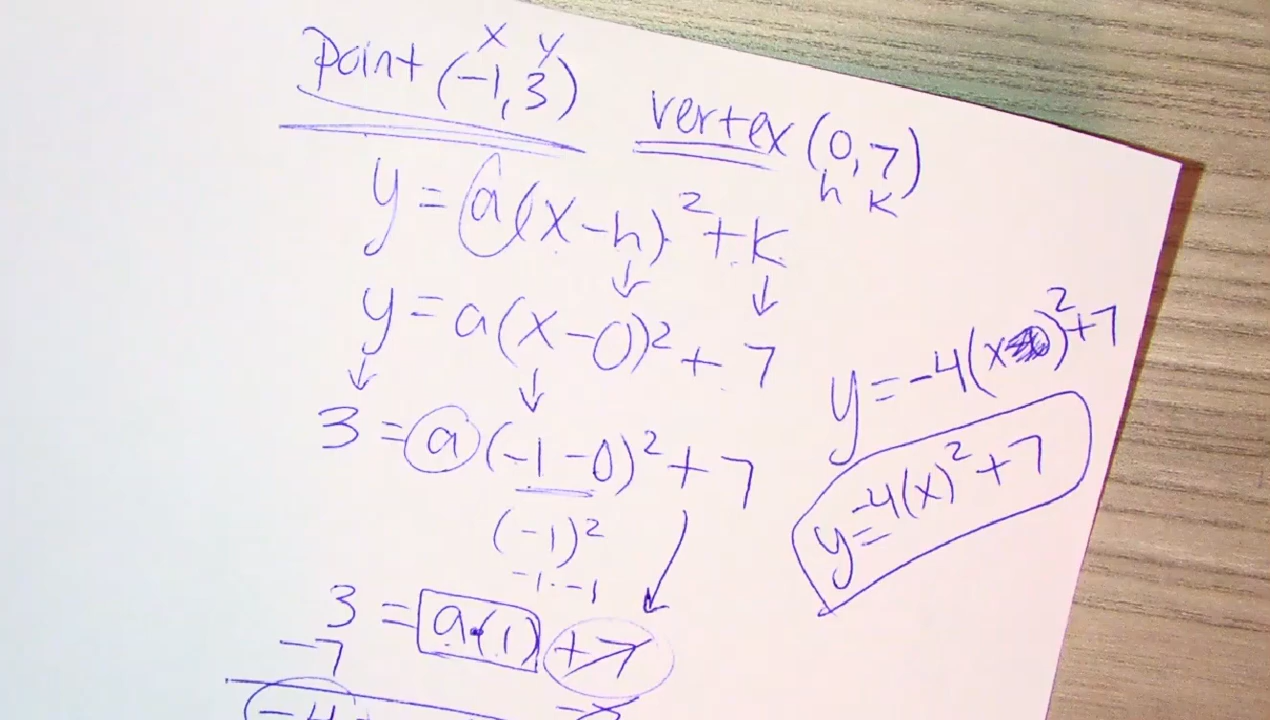 x y
point (-1, 3)
vertex (0, 7)
h k
y = a(x-h)² + k
y = a(x-0)² + 7
3 = a(-1-0)² + 7
(-1)²
-1·-1
3 = a·(1) + 7
-7
-4
y = -4(x )² + 7
y = -4(x)² + 7